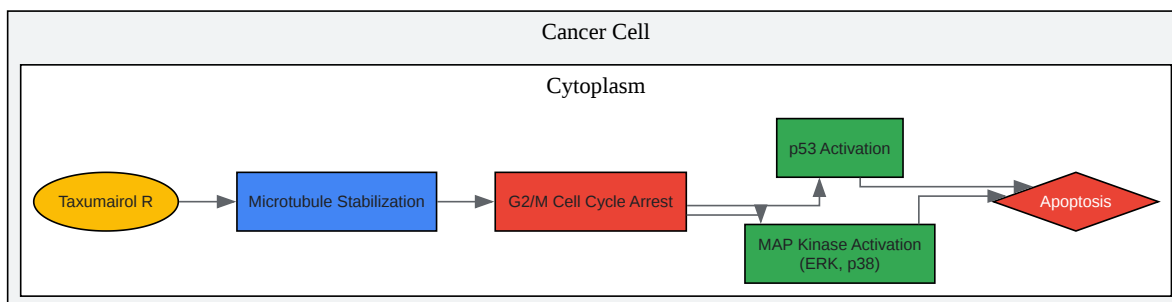 Cancer Cell
Cytoplasm
Taxumairol R
Microtubule Stabilization
G2/M Cell Cycle Arrest
p53 Activation
MAP Kinase Activation
(ERK, p38)
Apoptosis